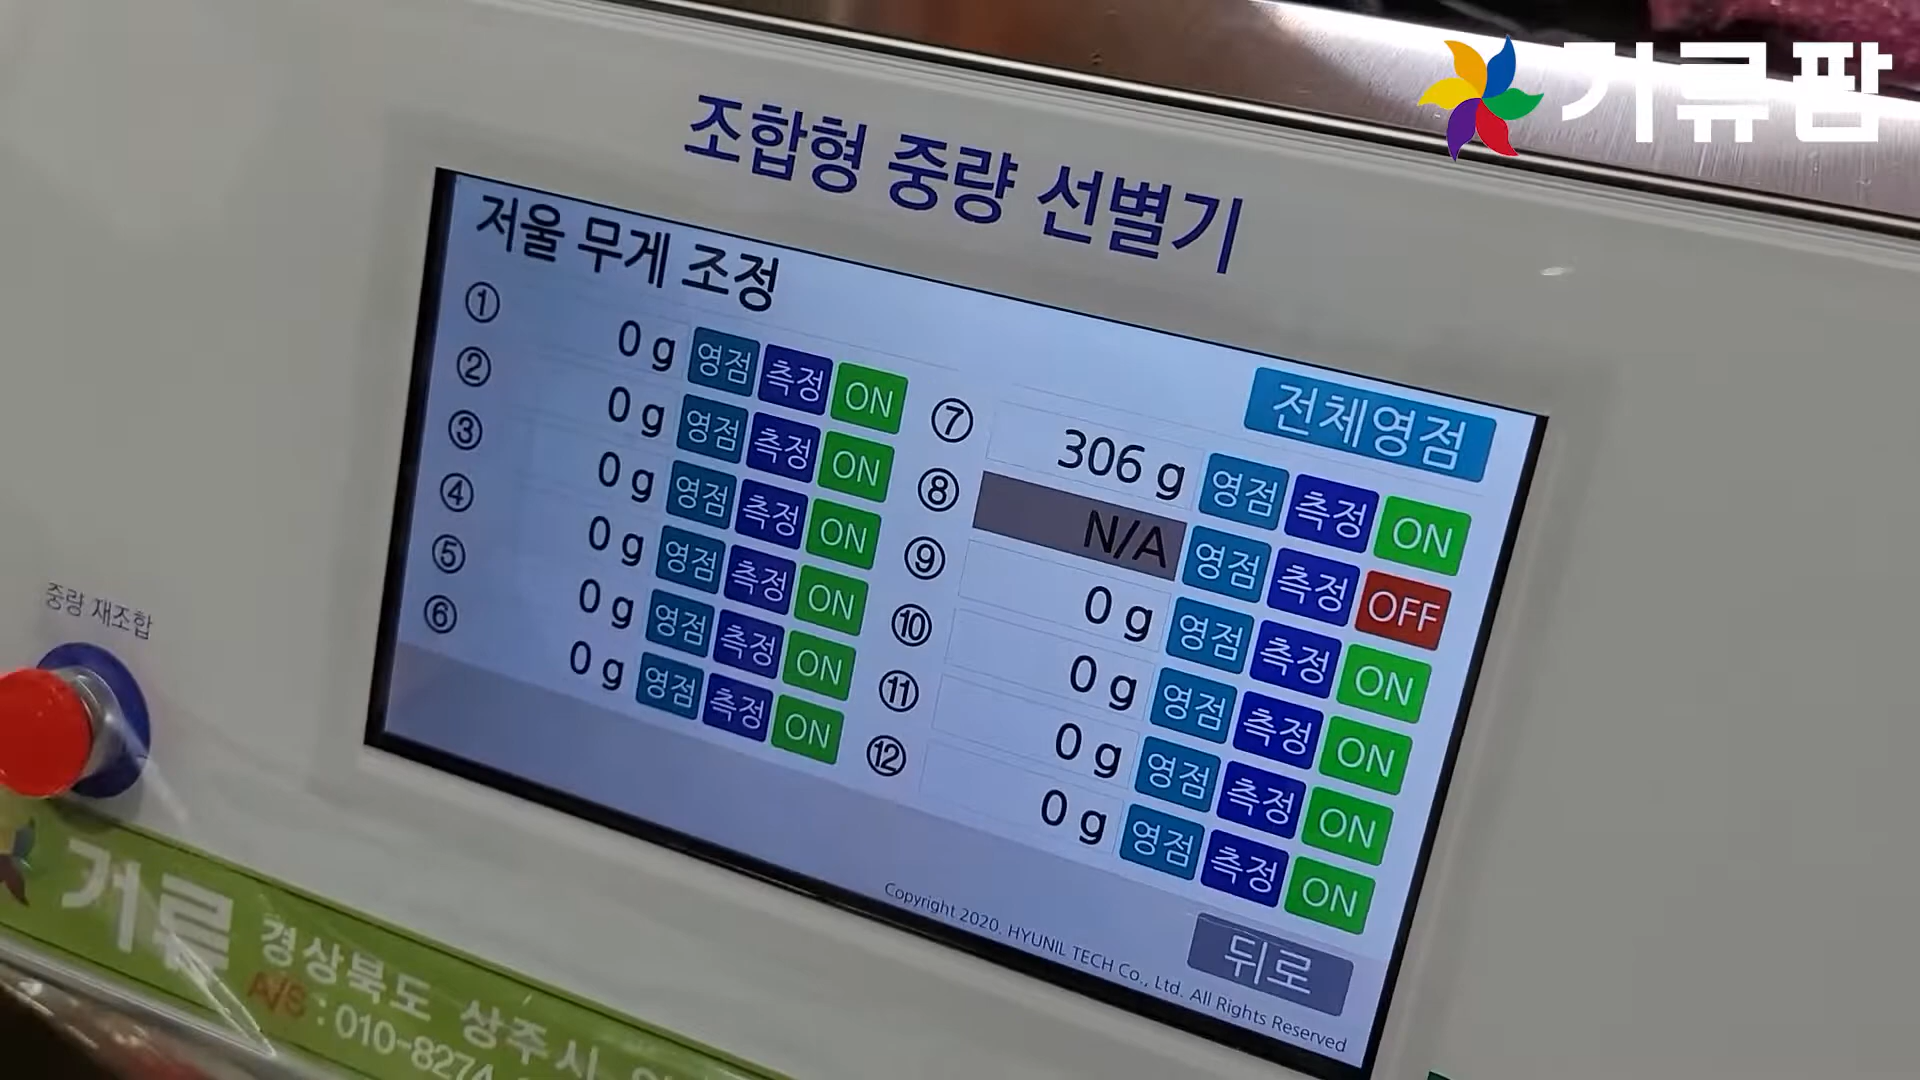 거류팜
조합형 중량 선별기
저울 무게 조정
전체영점
① 0 g 영점 측정 ON
② 0 g 영점 측정 ON
③ 0 g 영점 측정 ON
④ 0 g 영점 측정 ON
⑤ 0 g 영점 측정 ON
⑥ 0 g 영점 측정 ON
⑦ 306 g 영점 측정 ON
⑧ N/A 영점 측정 OFF
⑨ 0 g 영점 측정 ON
⑩ 0 g 영점 측정 ON
⑪ 0 g 영점 측정 ON
⑫ 0 g 영점 측정 ON
뒤로
Copyright 2020. HYUNIL TECH Co., Ltd. All Rights Reserved
중량 재조합
거류
경상북도 상주시
A/S : 010-8274